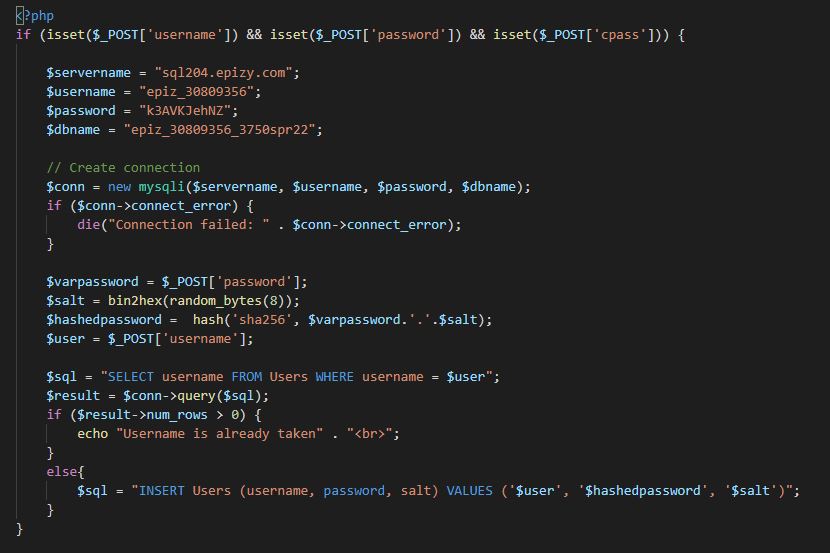 <?php
if (isset($_POST['username']) && isset($_POST['password']) && isset($_POST['cpass'])) {
$servername = "sql204.epizy.com";
$username = "epiz_30809356";
$password = "k3AVKJehNZ";
$dbname = "epiz_30809356_3750spr22";
// Create connection
$conn = new mysqli($servername, $username, $password, $dbname);
if ($conn->connect_error) {
die("Connection failed: " . $conn->connect_error);
}
$varpassword = $_POST['password'];
$salt = bin2hex(random_bytes(8));
$hashedpassword =  hash('sha256', $varpassword.'.'.$salt);
$user = $_POST['username'];
$sql = "SELECT username FROM Users WHERE username = $user";
$result = $conn->query($sql);
if ($result->num_rows > 0) {
echo "Username is already taken" . "<br>";
}
else{
$sql = "INSERT Users (username, password, salt) VALUES ('$user', '$hashedpassword', '$salt')";
}
}